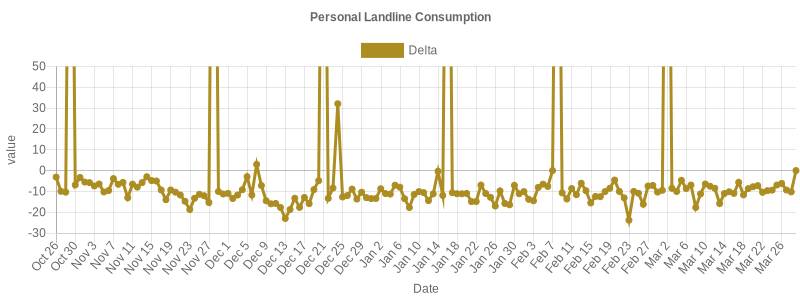 Personal Landline Consumption
Delta
value
50
40
30
20
10
0
-10
-20
-30
Oct 26
Oct 30
Nov 3
Nov 7
Nov 11
Nov 15
Nov 19
Nov 23
Nov 27
Dec 1
Dec 5
Dec 9
Dec 13
Dec 17
Dec 21
Dec 25
Dec 29
Jan 2
Jan 6
Jan 10
Jan 14
Jan 18
Jan 22
Jan 26
Jan 30
Feb 3
Feb 7
Feb 11
Feb 15
Feb 19
Feb 23
Feb 27
Mar 2
Mar 6
Mar 10
Mar 14
Mar 18
Mar 22
Mar 26
Date